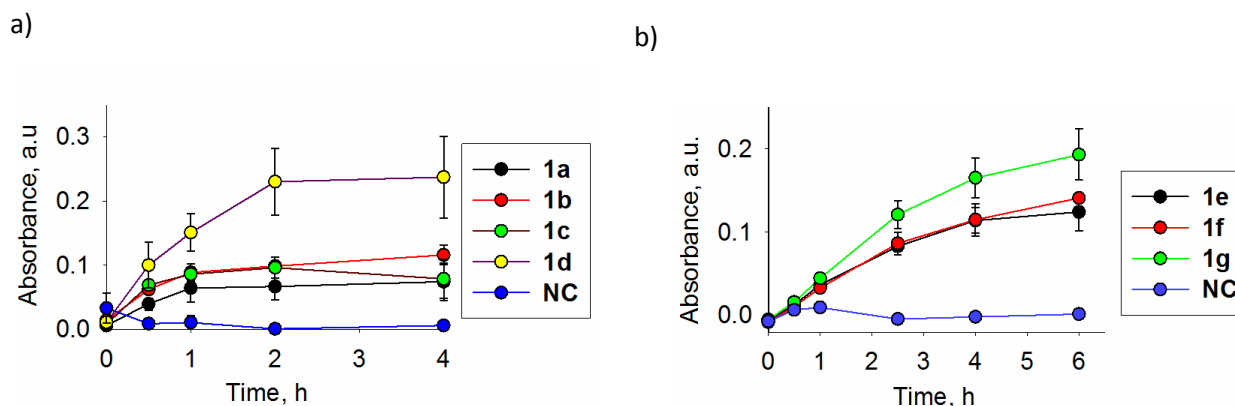 a)
Absorbance, a.u
0.3
0.2
0.1
0.0
0
1
2
3
4
Time, h
1a
1b
1c
1d
NC
b)
Absorbance, a.u.
0.2
0.1
0.0
0
1
2
3
4
5
6
Time, h
1e
1f
1g
NC